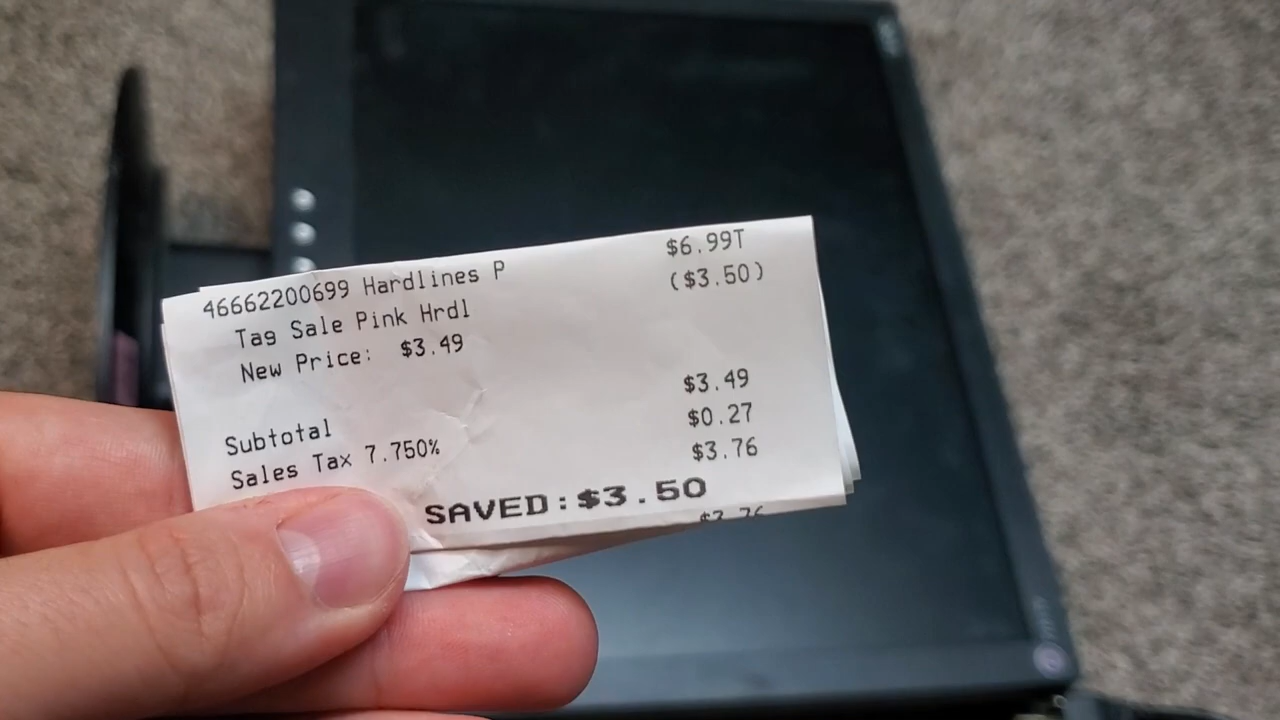 46662200699 Hardlines P $6.99T
Tag Sale Pink Hrdl ($3.50)
New Price: $3.49
Subtotal $3.49
Sales Tax 7.750% $0.27
$3.76
SAVED:$3.50